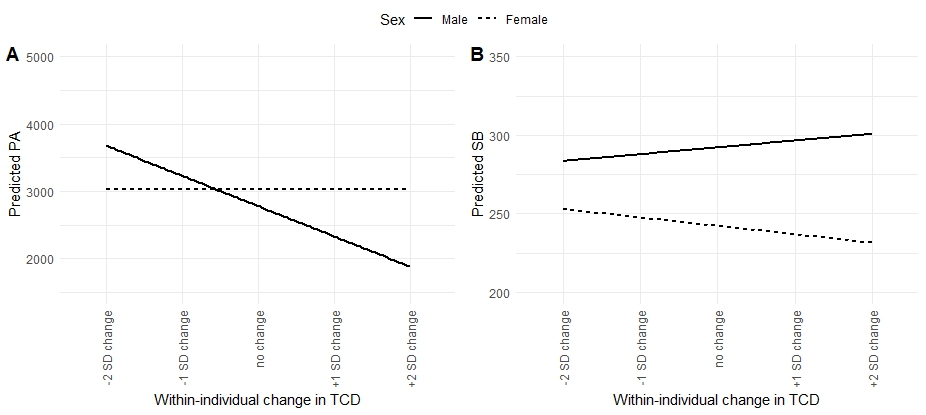 Sex Male Female
A
5000
4000
3000
2000
Predicted PA
-2 SD change
-1 SD change
no change
+1 SD change
+2 SD change
Within-individual change in TCD
B
350
300
250
200
Predicted SB
-2 SD change
-1 SD change
no change
+1 SD change
+2 SD change
Within-individual change in TCD